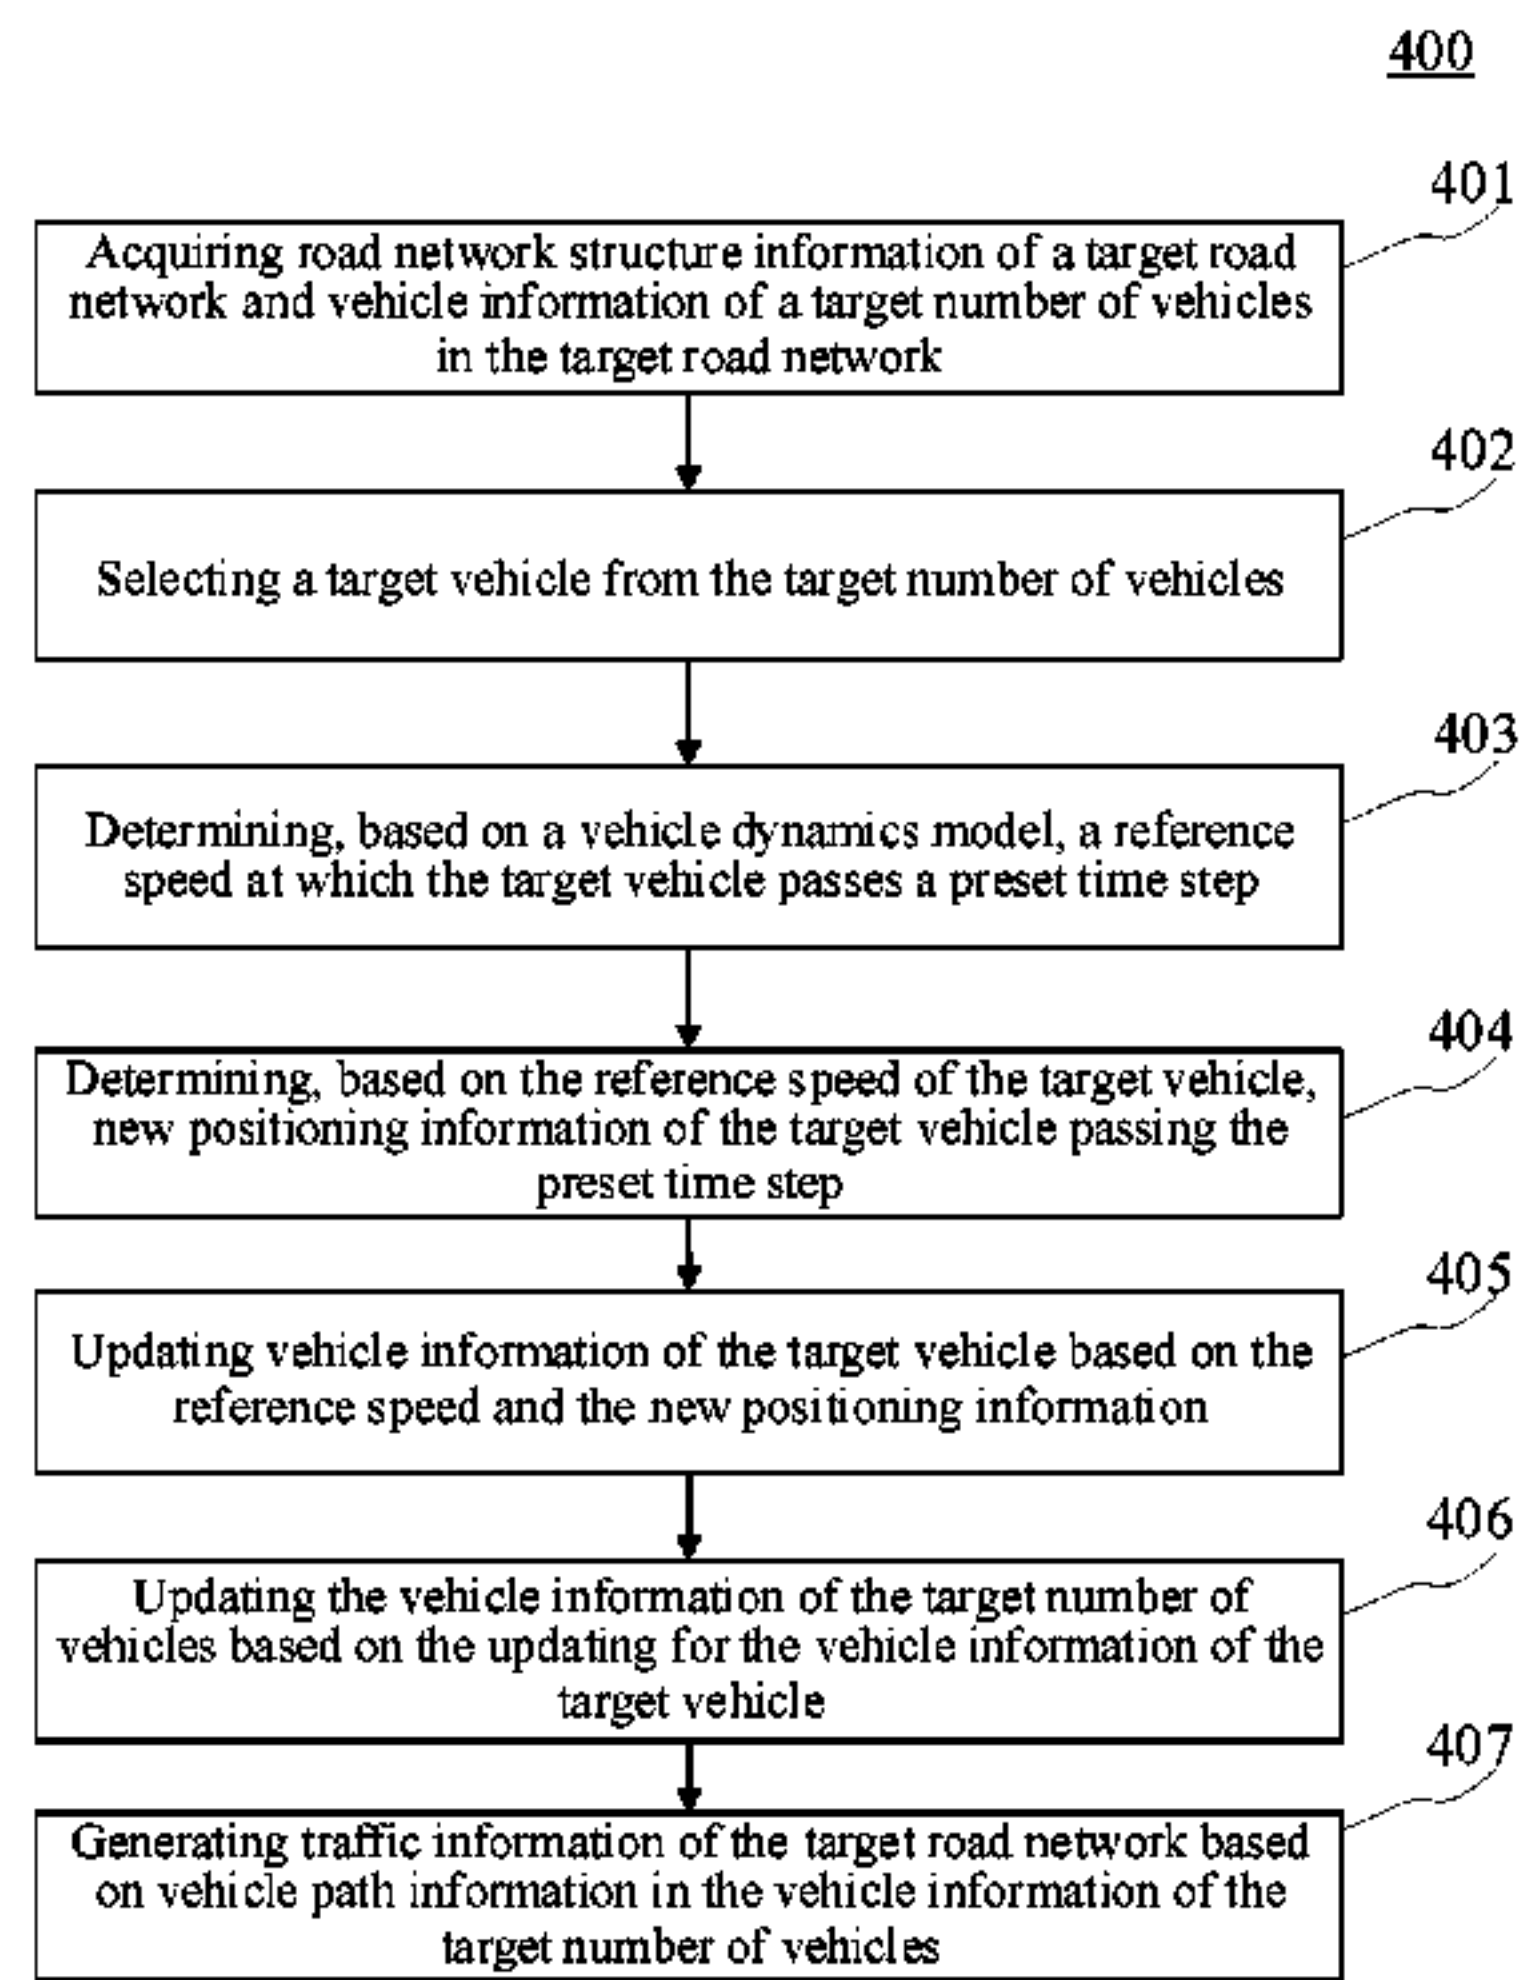 400
401
Acquiring road network structure information of a target road
network and vehicle information of a target number of vehicles
in the target road network
402
Selecting a target vehicle from the target number of vehicles
403
Determining, based on a vehicle dynamics model, a reference
speed at which the target vehicle passes a preset time step
404
Determining, based on the reference speed of the target vehicle,
new positioning information of the target vehicle passing the
preset time step
405
Updating vehicle information of the target vehicle based on the
reference speed and the new positioning information
406
Updating the vehicle information of the target number of
vehicles based on the updating for the vehicle information of the
target vehicle
407
Generating traffic information of the target road network based
on vehicle path information in the vehicle information of the
target number of vehicles